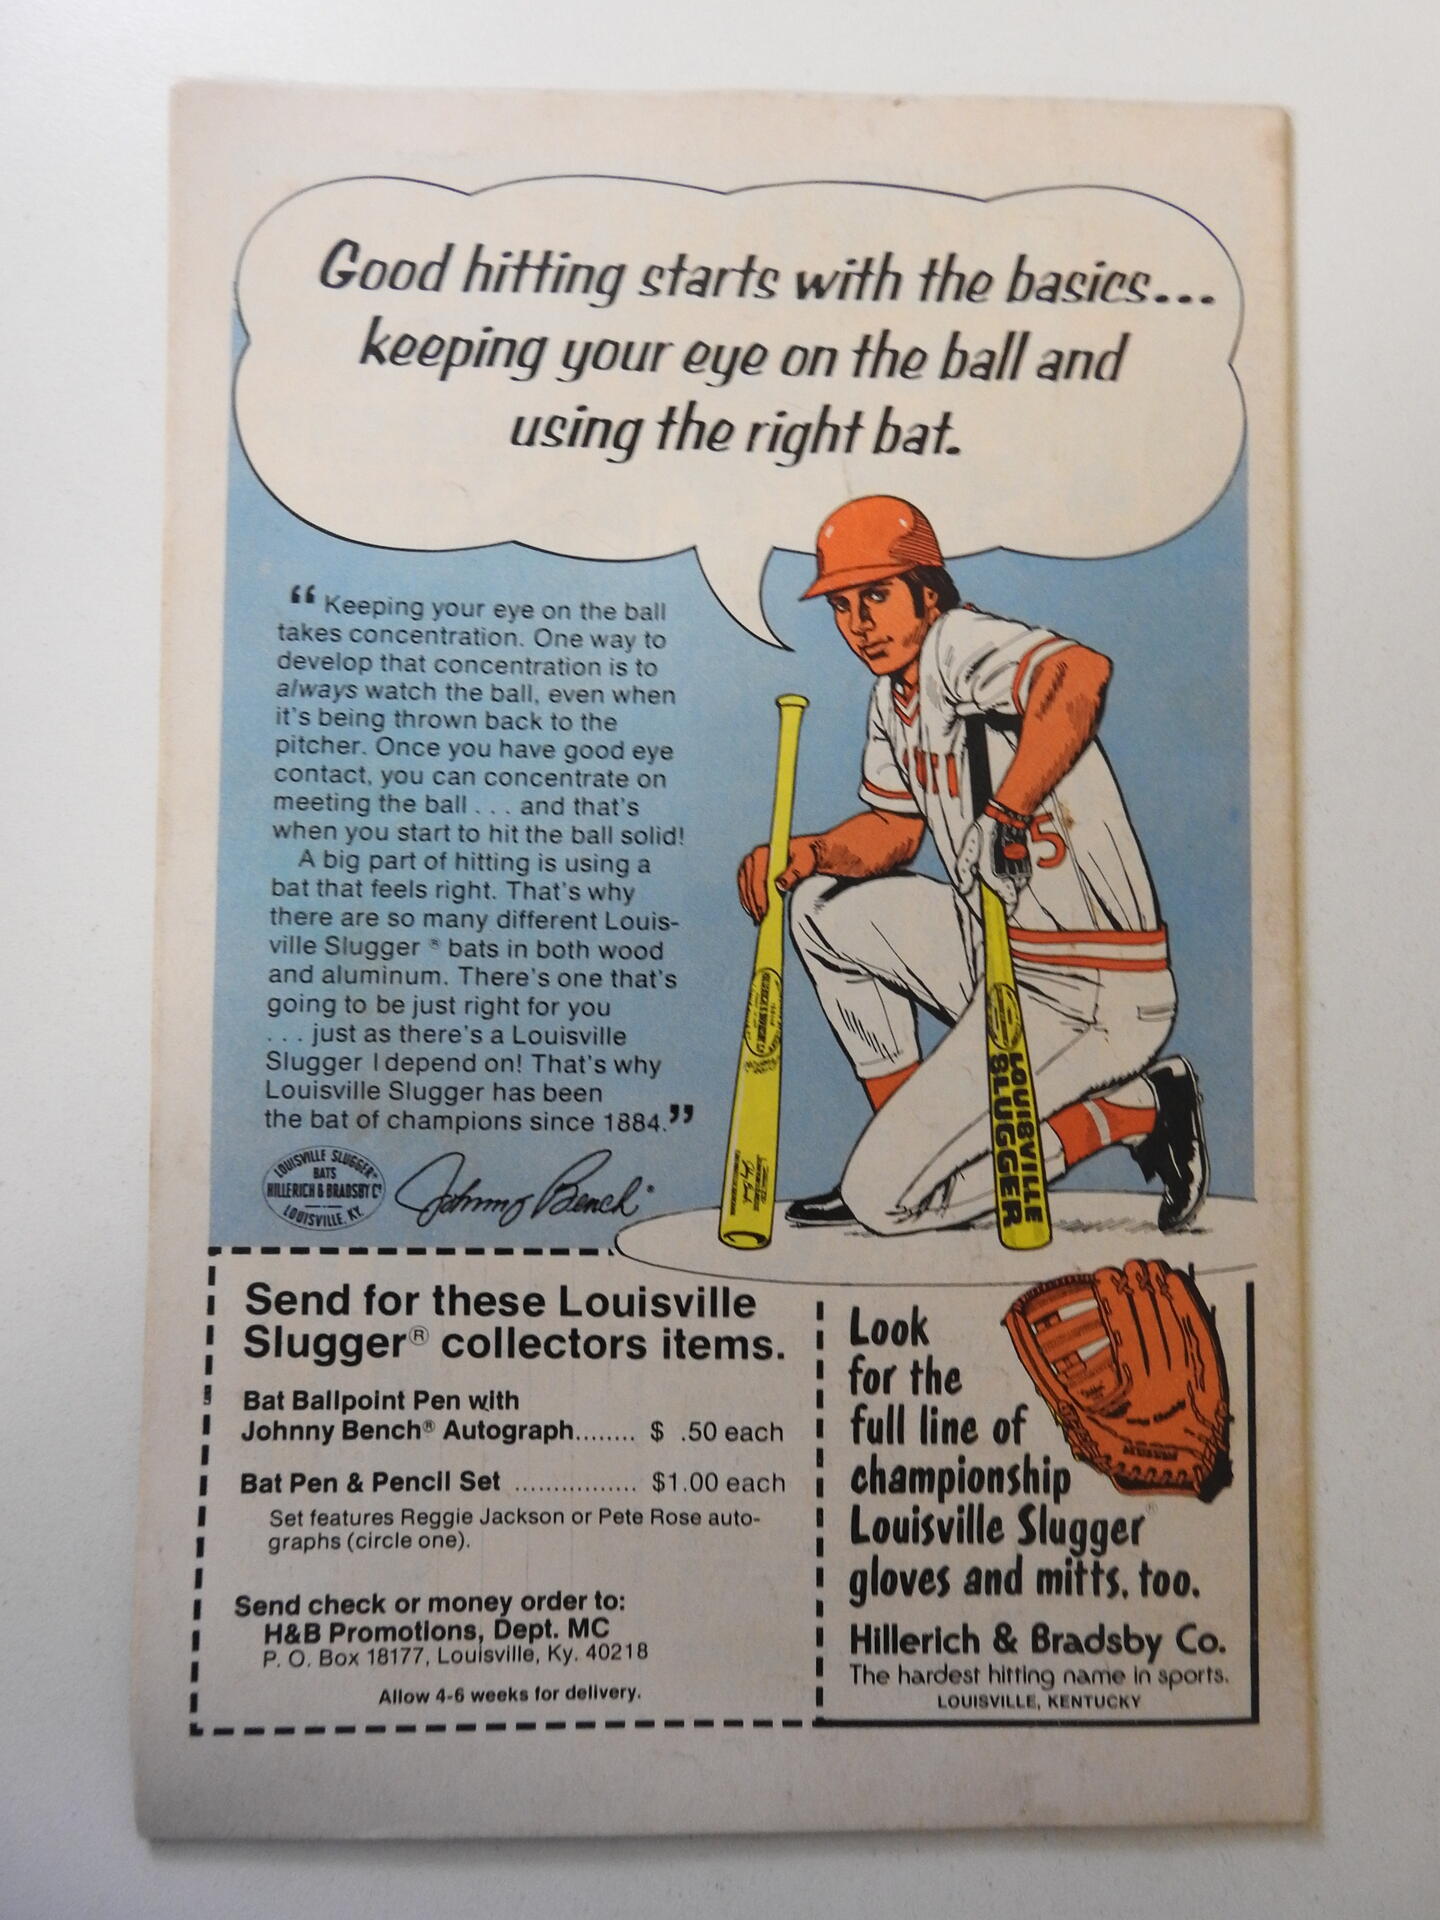 Good hitting starts with the basics...
keeping your eye on the ball and
using the right bat.
“Keeping your eye on the ball
takes concentration. One way to
develop that concentration is to
always watch the ball, even when
it's being thrown back to the
pitcher. Once you have good eye
contact, you can concentrate on
meeting the ball . . . and that's
when you start to hit the ball solid!
A big part of hitting is using a
bat that feels right. That's why
there are so many different Louis-
ville Slugger ® bats in both wood
and aluminum. There's one that's
going to be just right for you
. . . just as there's a Louisville
Slugger I depend on! That's why
Louisville Slugger has been
the bat of champions since 1884.”
LOUISVILLE SLUGGER
BATS
HILLERICH & BRADSBY Co
LOUISVILLE, KY.
Johnny Bench
5
LOUISVILLE
SLUGGER
Send for these Louisville
Slugger® collectors items.
Bat Ballpoint Pen with
Johnny Bench® Autograph........ $ .50 each
Bat Pen & Pencil Set ................ $1.00 each
Set features Reggie Jackson or Pete Rose auto-
graphs (circle one).
Send check or money order to:
H&B Promotions, Dept. MC
P. O. Box 18177, Louisville, Ky. 40218
Allow 4-6 weeks for delivery.
Look
for the
full line of
championship
Louisville Slugger®
gloves and mitts, too.
Hillerich & Bradsby Co.
The hardest hitting name in sports.
LOUISVILLE, KENTUCKY